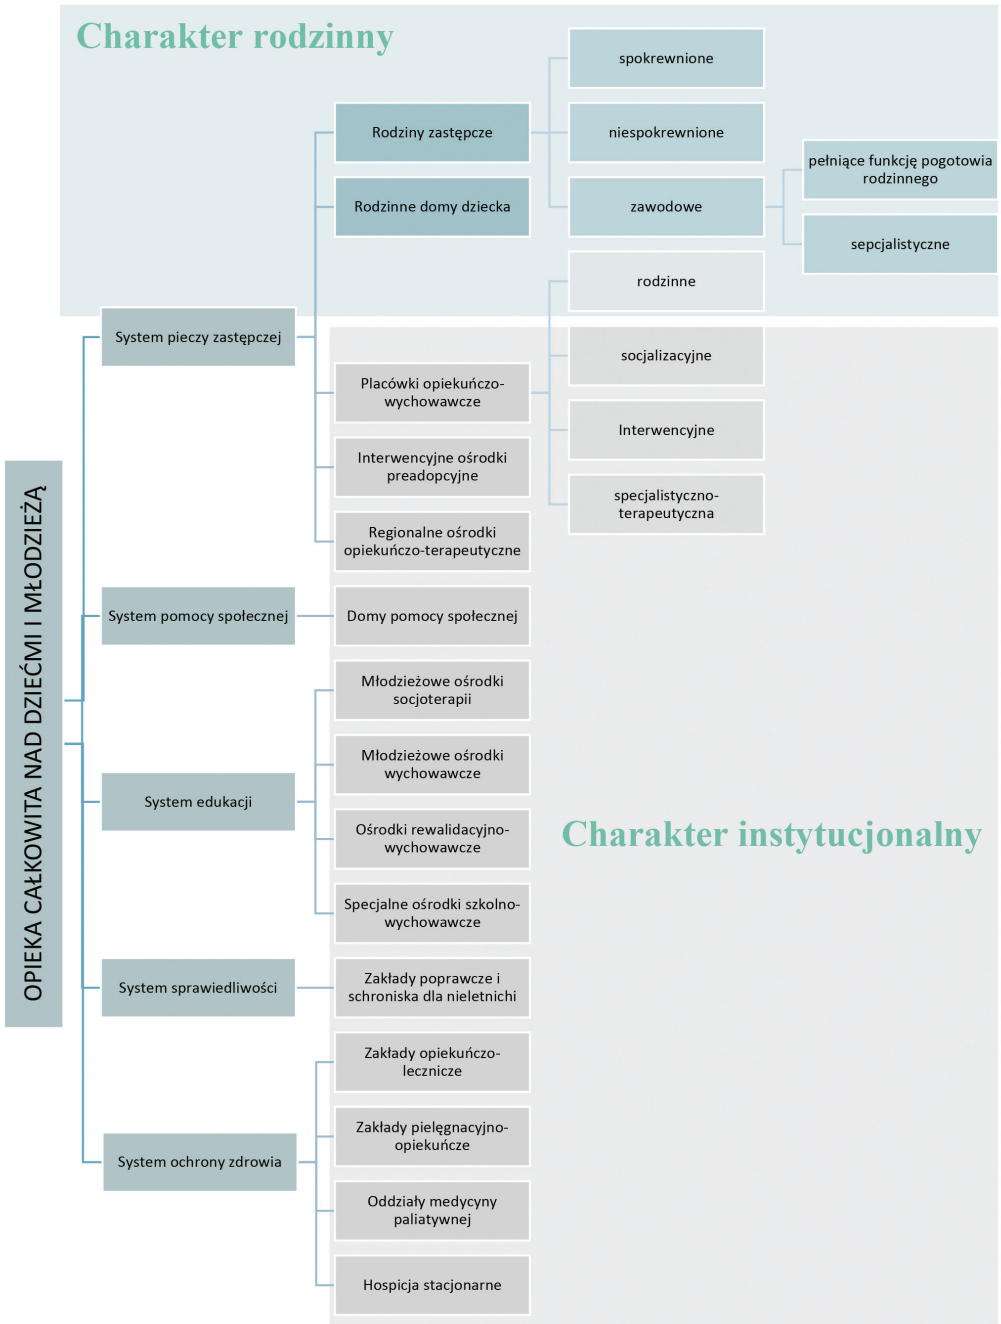 Charakter rodzinny
spokrewnione
Rodziny zastępcze
niespokrewnione
pełniące funkcję pogotowia
rodzinnego
Rodzinne domy dziecka
zawodowe
sepcjalistyczne
rodzinne
System pieczy zastępczej
socjalizacyjne
Placówki opiekuńczo-
wychowawcze
Interwencyjne
Interwencyjne ośrodki
preadopcyjne
specjalistyczno-
terapeutyczna
Regionalne ośrodki
opiekuńczo-terapeutyczne
OPIEKA CAŁKOWITA NAD DZIEĆMI I MŁODZIEŻĄ
System pomocy społecznej
Domy pomocy społecznej
Młodzieżowe ośrodki
socjoterapii
Młodzieżowe ośrodki
wychowawcze
System edukacji
Ośrodki rewalidacyjno-
wychowawcze
Charakter instytucjonalny
Specjalne ośrodki szkolno-
wychowawcze
System sprawiedliwości
Zakłady poprawcze i
schroniska dla nieletnichi
Zakłady opiekuńczo-
lecznicze
Zakłady pielęgnacyjno-
opiekuńcze
System ochrony zdrowia
Oddziały medycyny
paliatywnej
Hospicja stacjonarne